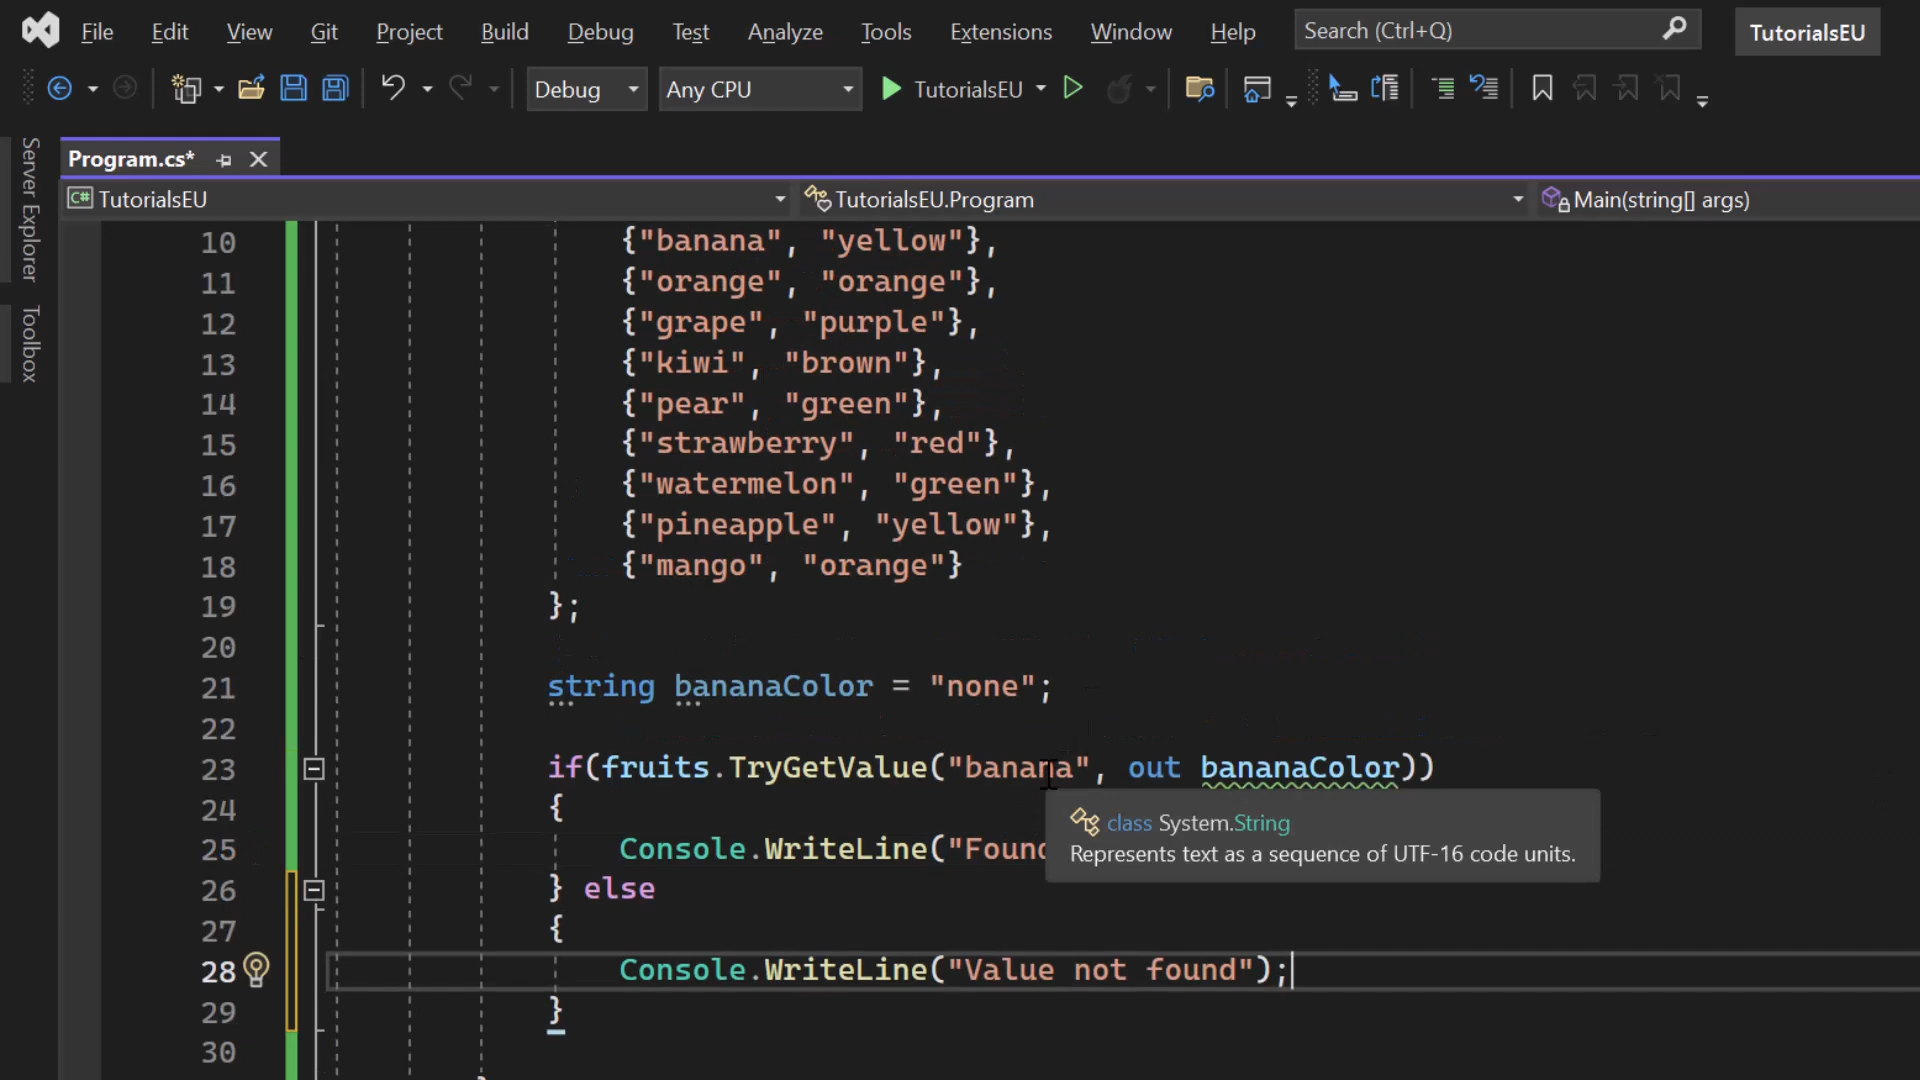 File Edit View Git Project Build Debug Test Analyze Tools Extensions Window Help Search (Ctrl+Q) TutorialsEU
Debug Any CPU TutorialsEU
Server Explorer
Toolbox
Program.cs*
C# TutorialsEU TutorialsEU.Program Main(string[] args)
10 {"banana", "yellow"},
11 {"orange", "orange"},
12 {"grape", "purple"},
13 {"kiwi", "brown"},
14 {"pear", "green"},
15 {"strawberry", "red"},
16 {"watermelon", "green"},
17 {"pineapple", "yellow"},
18 {"mango", "orange"}
19 };
20
21 string bananaColor = "none";
22
23 if(fruits.TryGetValue("banana", out bananaColor))
24 {
class System.String
Represents text as a sequence of UTF-16 code units.
25 Console.WriteLine("Found
26 } else
27 {
28 Console.WriteLine("Value not found");
29 }
30